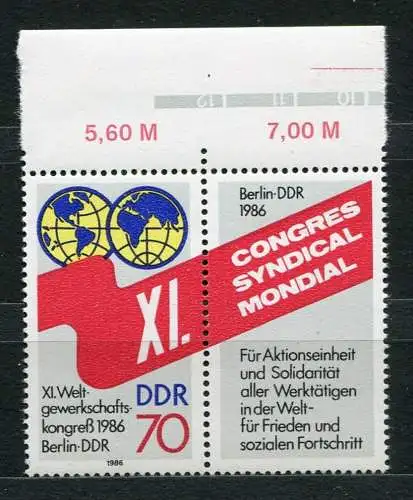 5,60 M
7,00 M
XI.
XI.Welt-
gewerkschafts-
kongreß 1986
Berlin·DDR
DDR
70
1986
Berlin·DDR
1986
CONGRES
SYNDICAL
MONDIAL
Für Aktionseinheit
und Solidarität
aller Werktätigen
in der Welt-
für Frieden und
sozialen Fortschritt